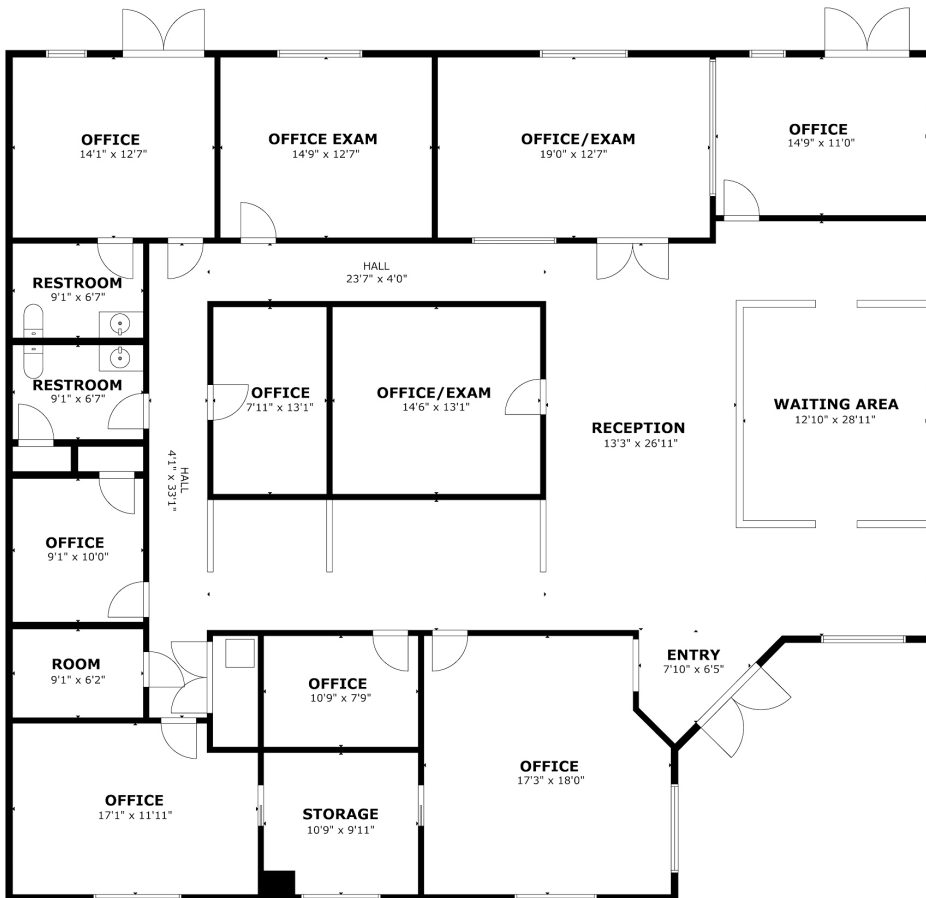 OFFICE
14'1" x 12'7"
OFFICE EXAM
14'9" x 12'7"
OFFICE/EXAM
19'0" x 12'7"
OFFICE
14'9" x 11'0"
RESTROOM
9'1" x 6'7"
HALL
23'7" x 4'0"
RESTROOM
9'1" x 6'7"
OFFICE
7'11" x 13'1"
OFFICE/EXAM
14'6" x 13'1"
RECEPTION
13'3" x 26'11"
WAITING AREA
12'10" x 28'11"
HALL
4'1" x 33'1"
OFFICE
9'1" x 10'0"
ROOM
9'1" x 6'2"
OFFICE
10'9" x 7'9"
ENTRY
7'10" x 6'5"
OFFICE
17'3" x 18'0"
OFFICE
17'1" x 11'11"
STORAGE
10'9" x 9'11"